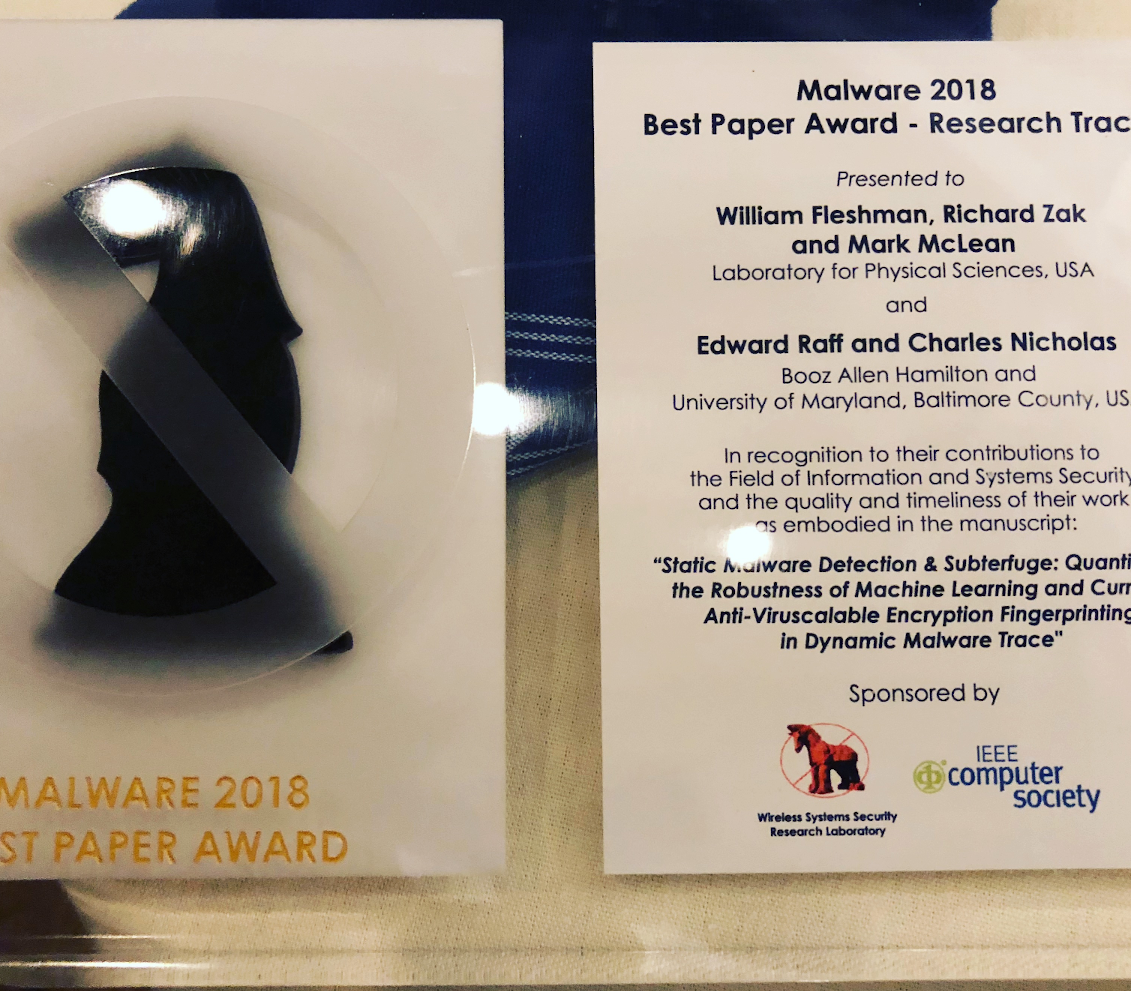 MALWARE 2018
ST PAPER AWARD
Malware 2018
Best Paper Award - Research Trac
Presented to
William Fleshman, Richard Zak
and Mark McLean
Laboratory for Physical Sciences, USA
and
Edward Raff and Charles Nicholas
Booz Allen Hamilton and
University of Maryland, Baltimore County, US
In recognition to their contributions to
the Field of Information and Systems Security
and the quality and timeliness of their work
as embodied in the manuscript:
“Static Malware Detection & Subterfuge: Quanti
the Robustness of Machine Learning and Curr
Anti-Viruscalable Encryption Fingerprinting
in Dynamic Malware Trace"
Sponsored by
Wireless Systems Security
Research Laboratory
IEEE
computer
society